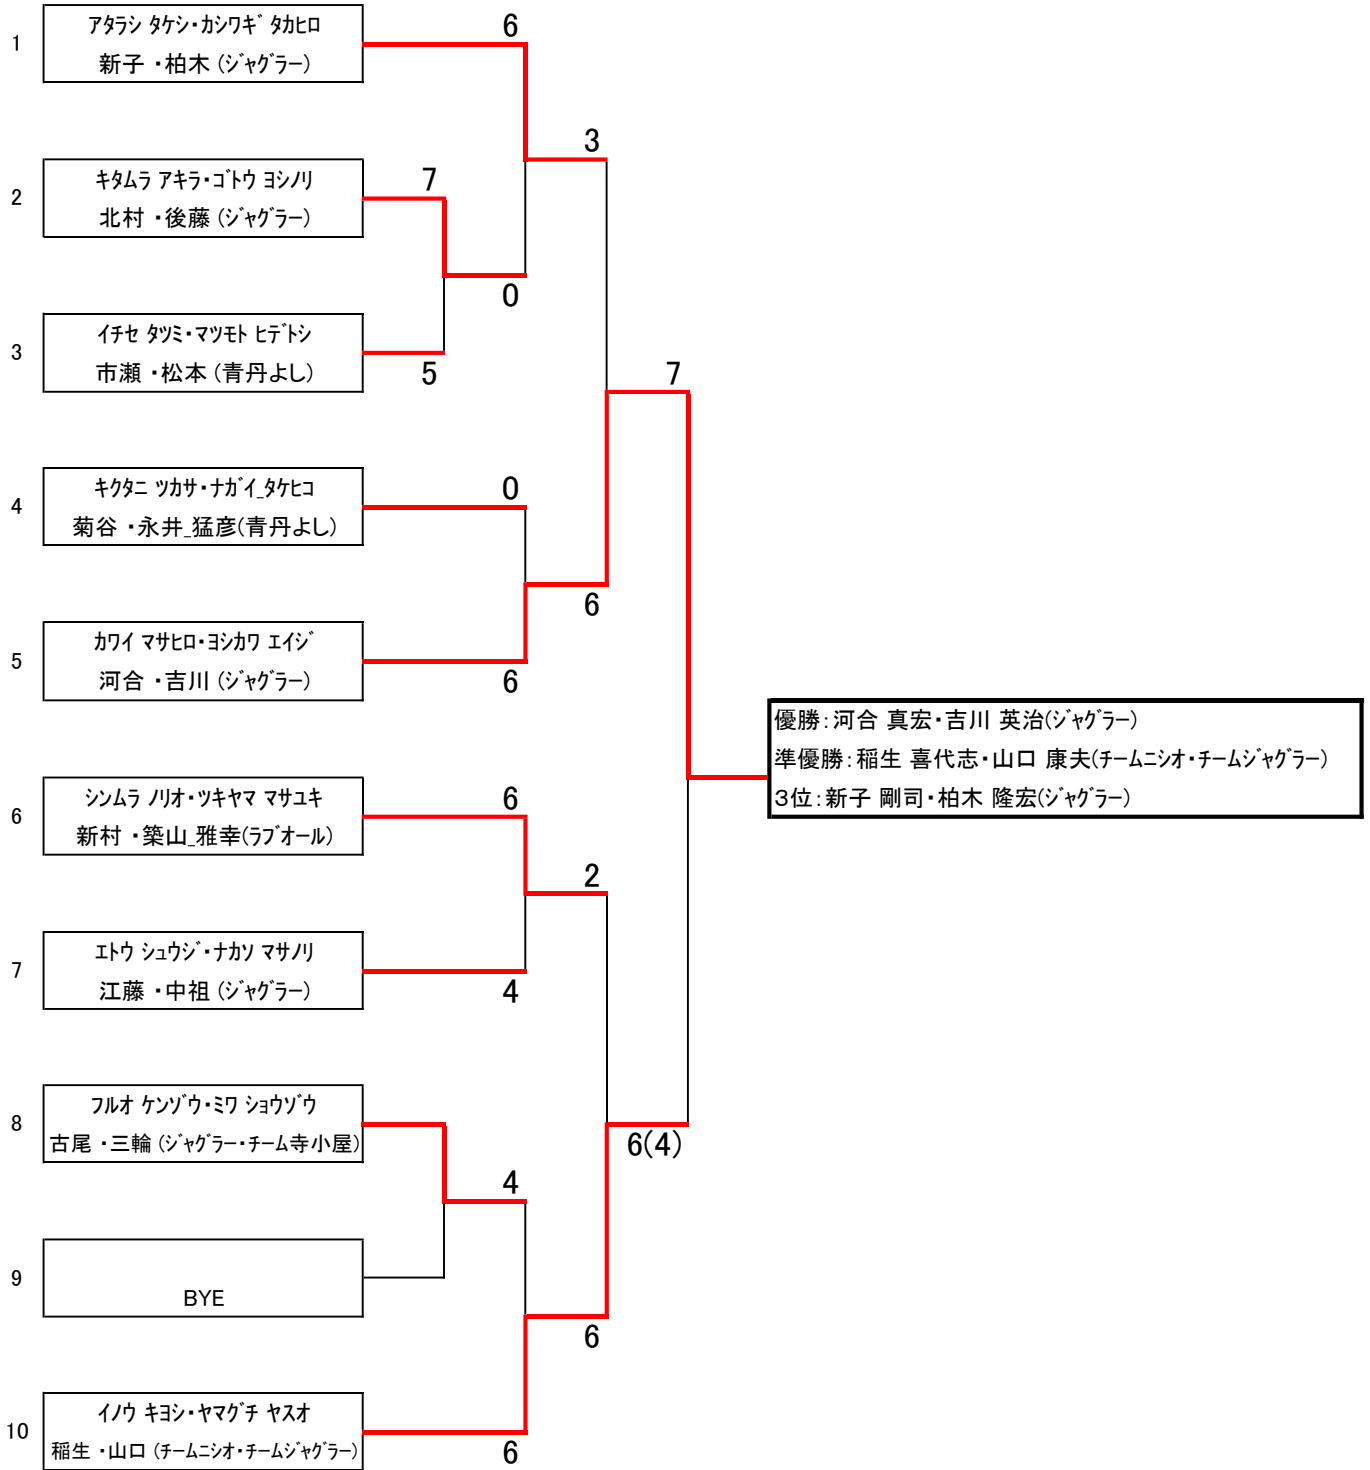 1
ｱﾀﾗｼ ﾀｹｼ・ｶｼﾜｷﾞ ﾀｶﾋﾛ
新子 ・柏木 (ｼﾞｬｸﾞﾗｰ)
6
3
2
ｷﾀﾑﾗ ｱｷﾗ・ｺﾞﾄｳ ﾖｼﾉﾘ
北村 ・後藤 (ｼﾞｬｸﾞﾗｰ)
7
0
3
ｲﾁｾ ﾀﾂﾐ・ﾏﾂﾓﾄ ﾋﾃﾞﾄｼ
市瀬 ・松本 (青丹よし)
5
7
4
ｷｸﾀﾆ ﾂｶｻ・ﾅｶﾞｲ_ﾀｹﾋｺ
菊谷 ・永井_猛彦(青丹よし)
0
6
5
ｶﾜｲ ﾏｻﾋﾛ・ﾖｼｶﾜ ｴｲｼﾞ
河合 ・吉川 (ｼﾞｬｸﾞﾗｰ)
6
優勝：河合 真宏・吉川 英治(ｼﾞｬｸﾞﾗｰ)
準優勝：稲生 喜代志・山口 康夫(ﾁｰﾑﾆｼｵ・ﾁｰﾑｼﾞｬｸﾞﾗｰ)
3位：新子 剛司・柏木 隆宏(ｼﾞｬｸﾞﾗｰ)
6
ｼﾝﾑﾗ ﾉﾘｵ・ﾂｷﾔﾏ ﾏｻﾕｷ
新村 ・築山_雅幸(ﾗﾌﾞｵｰﾙ)
6
2
7
ｴﾄｳ ｼｭｳｼﾞ・ﾅｶｿ ﾏｻﾉﾘ
江藤 ・中祖 (ｼﾞｬｸﾞﾗｰ)
4
8
ﾌﾙｵ ｹﾝｿﾞｳ・ﾐﾜ ｼｮｳｿﾞｳ
古尾 ・三輪 (ｼﾞｬｸﾞﾗｰ・ﾁｰﾑ寺小屋)
6(4)
4
9
BYE
6
10
ｲﾉｳ ｷﾖｼ・ﾔﾏｸﾞﾁ ﾔｽｵ
稲生 ・山口 (ﾁｰﾑﾆｼｵ・ﾁｰﾑｼﾞｬｸﾞﾗｰ)
6